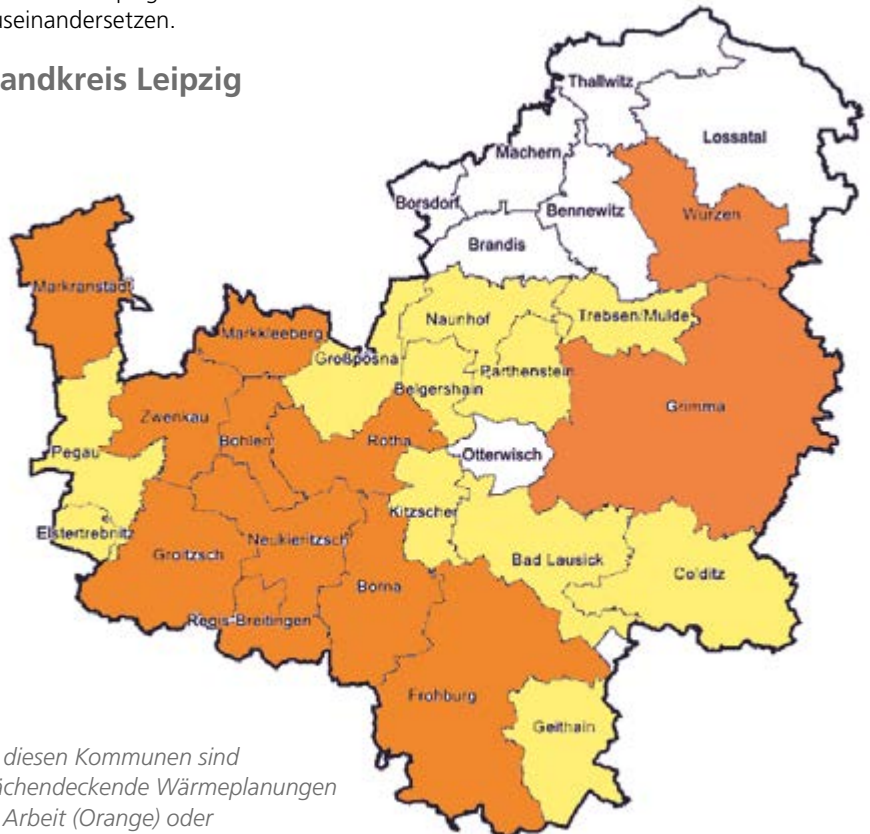 useinandersetzen.
andkreis Leipzig
Thallwitz
Lossatal
Machern
Borsdorf
Bennewitz
Wurzen
Brandis
Markranstädt
Naunhof
Trebsen/Mulde
Markkleeberg
Großpösna
Parthenstein
Belgershain
Grimma
Zwenkau
Böhlen
Rötha
Otterwisch
Pegau
Kitzscher
Elstertrebnitz
Neukieritzsch
Groitzsch
Bad Lausick
Colditz
Borna
Regis-Breitingen
Frohburg
Geithain
diesen Kommunen sind
ächendeckende Wärmeplanungen
Arbeit (Orange) oder